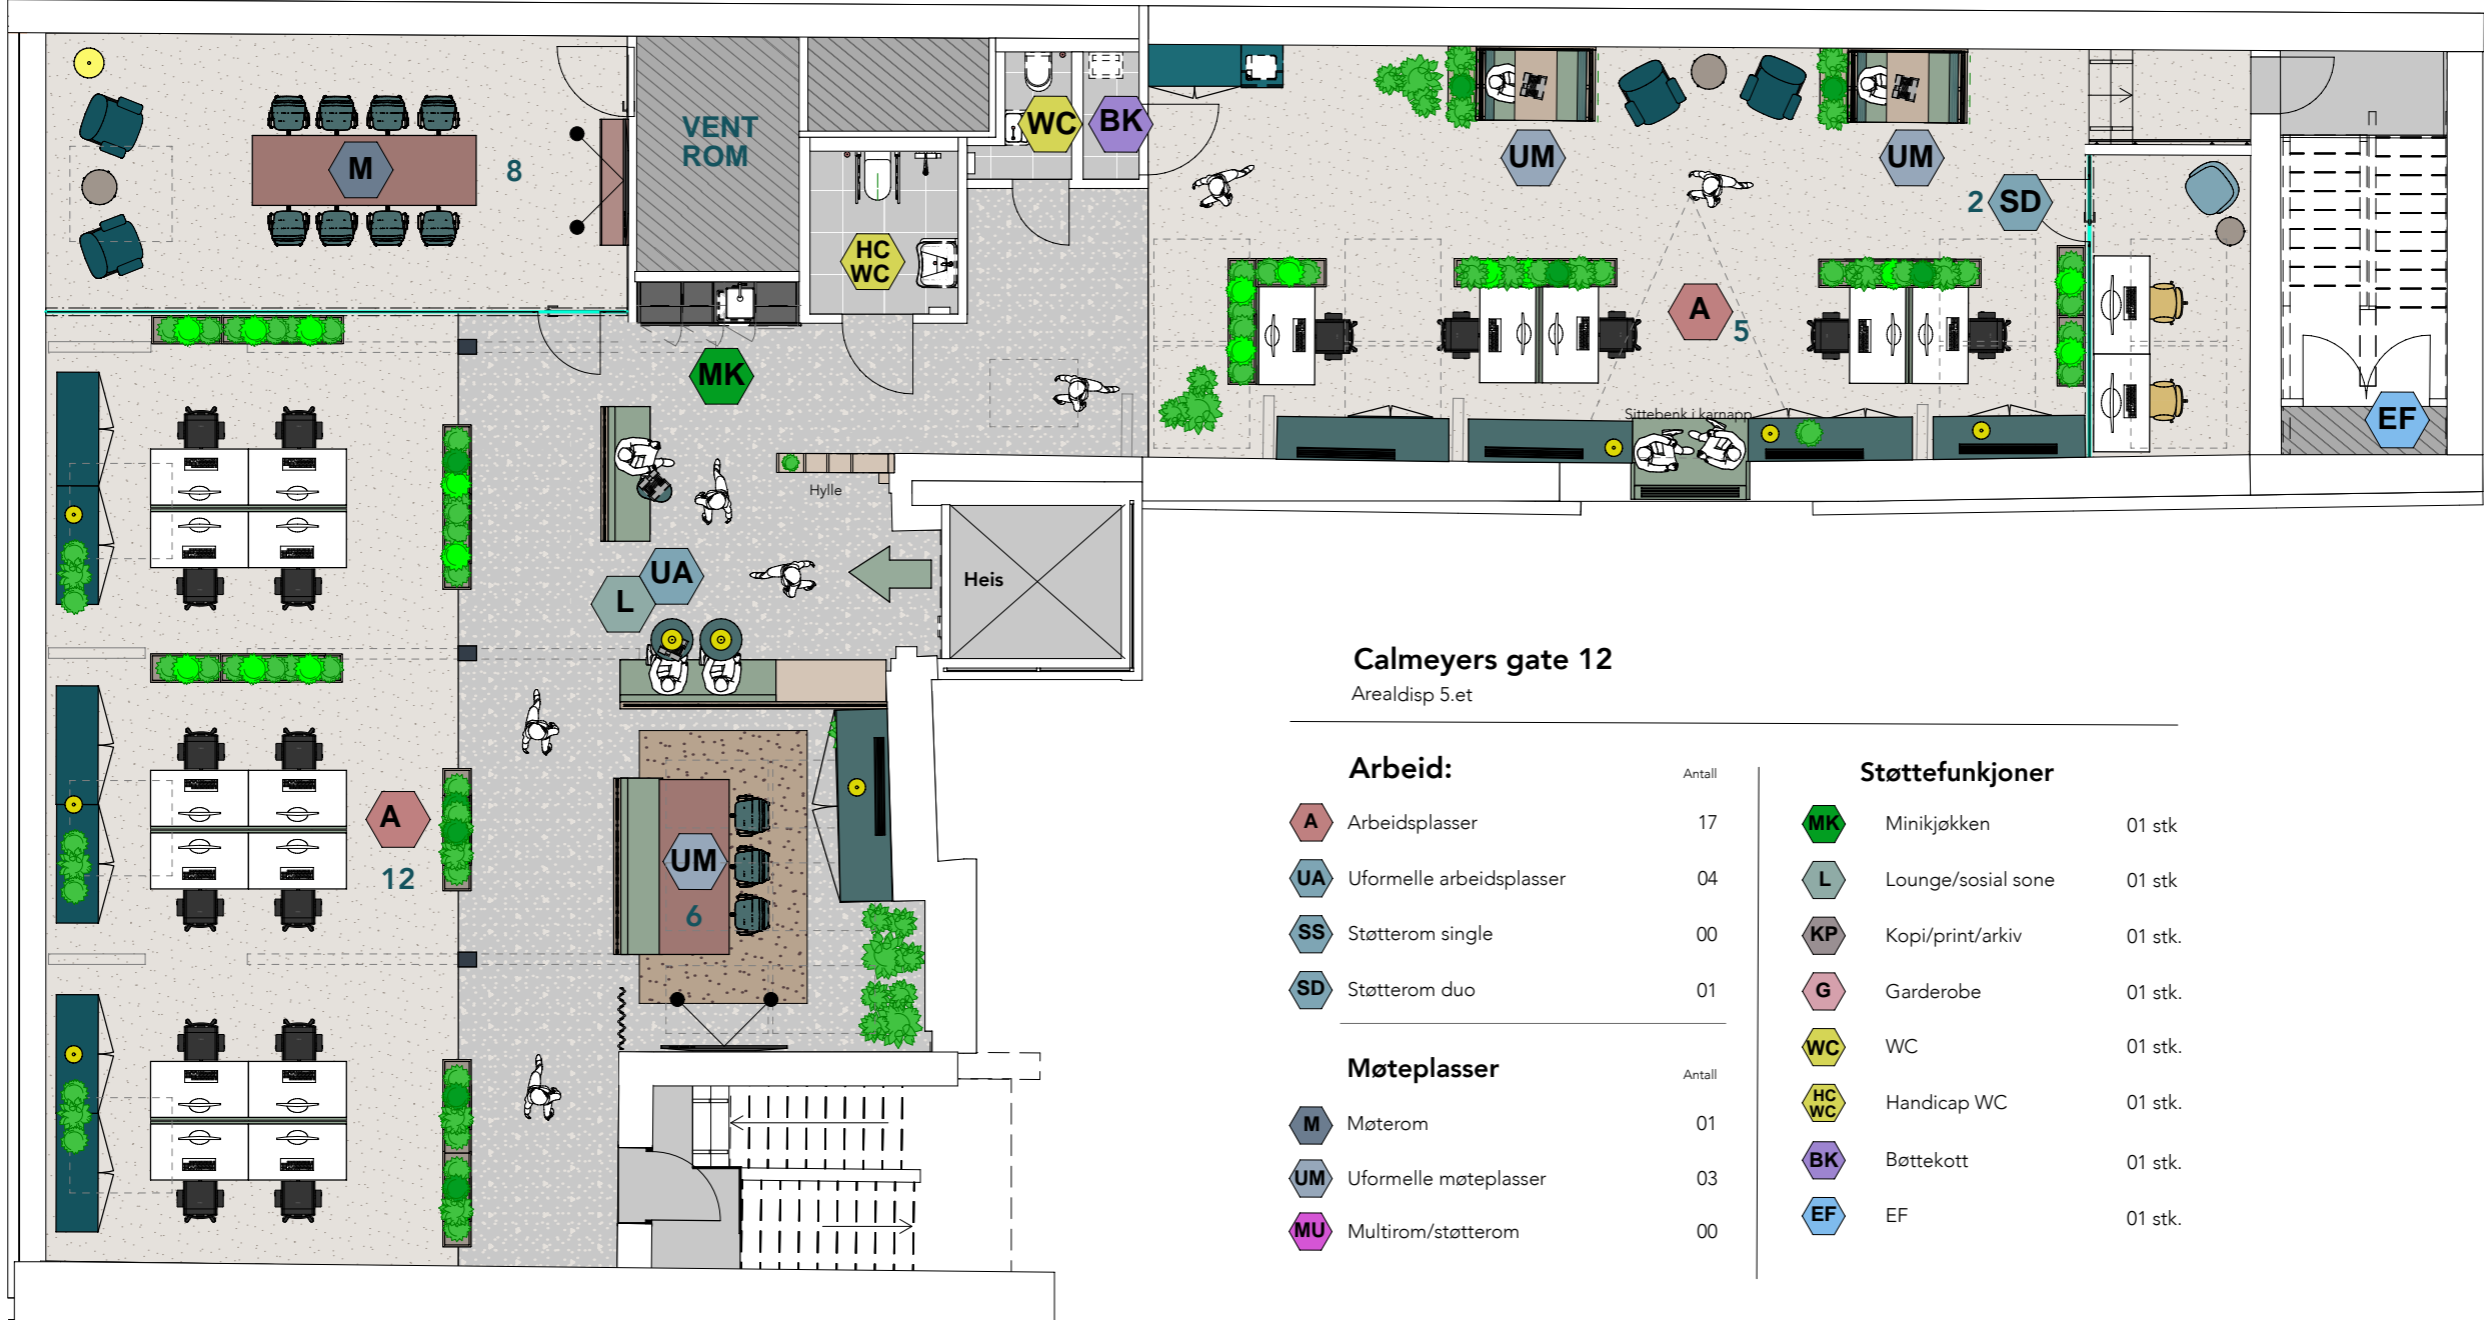 VENT
ROM
WC
BK
M
8
UM
UM
2
SD
HC
WC
A
5
MK
Sittebenk i karnapp
EF
Hylle
UA
L
Heis
A
12
UM
6
Calmeyers gate 12
Arealdisp 5.et
Arbeid:
Antall
A Arbeidsplasser 17
UA Uformelle arbeidsplasser 04
SS Støtterom single 00
SD Støtterom duo 01
Møteplasser
Antall
M Møterom 01
UM Uformelle møteplasser 03
MU Multirom/støtterom 00
Støttefunkjoner
MK Minikjøkken 01 stk
L Lounge/sosial sone 01 stk
KP Kopi/print/arkiv 01 stk.
G Garderobe 01 stk.
WC WC 01 stk.
HC
WC Handicap WC 01 stk.
BK Bøttekott 01 stk.
EF EF 01 stk.